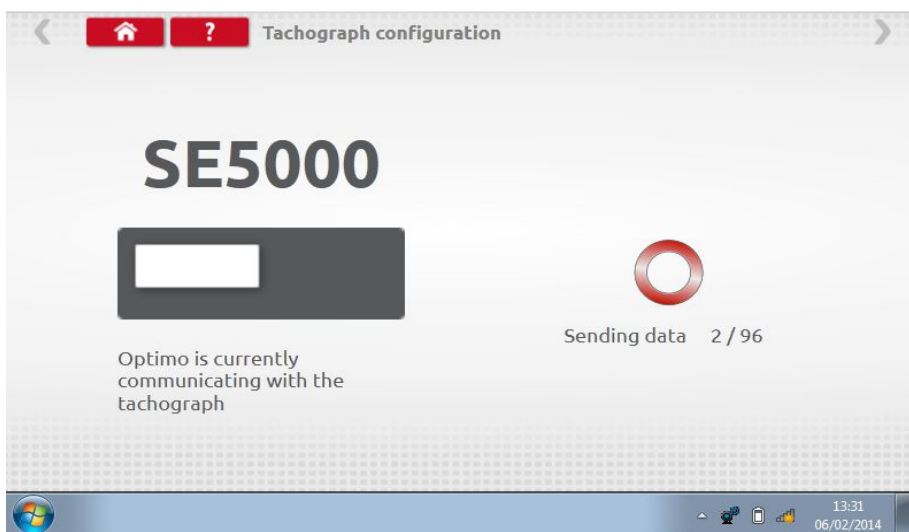 ? Tachograph configuration
SE5000
Sending data 2 / 96
Optimo is currently
communicating with the
tachograph
13:31
06/02/2014